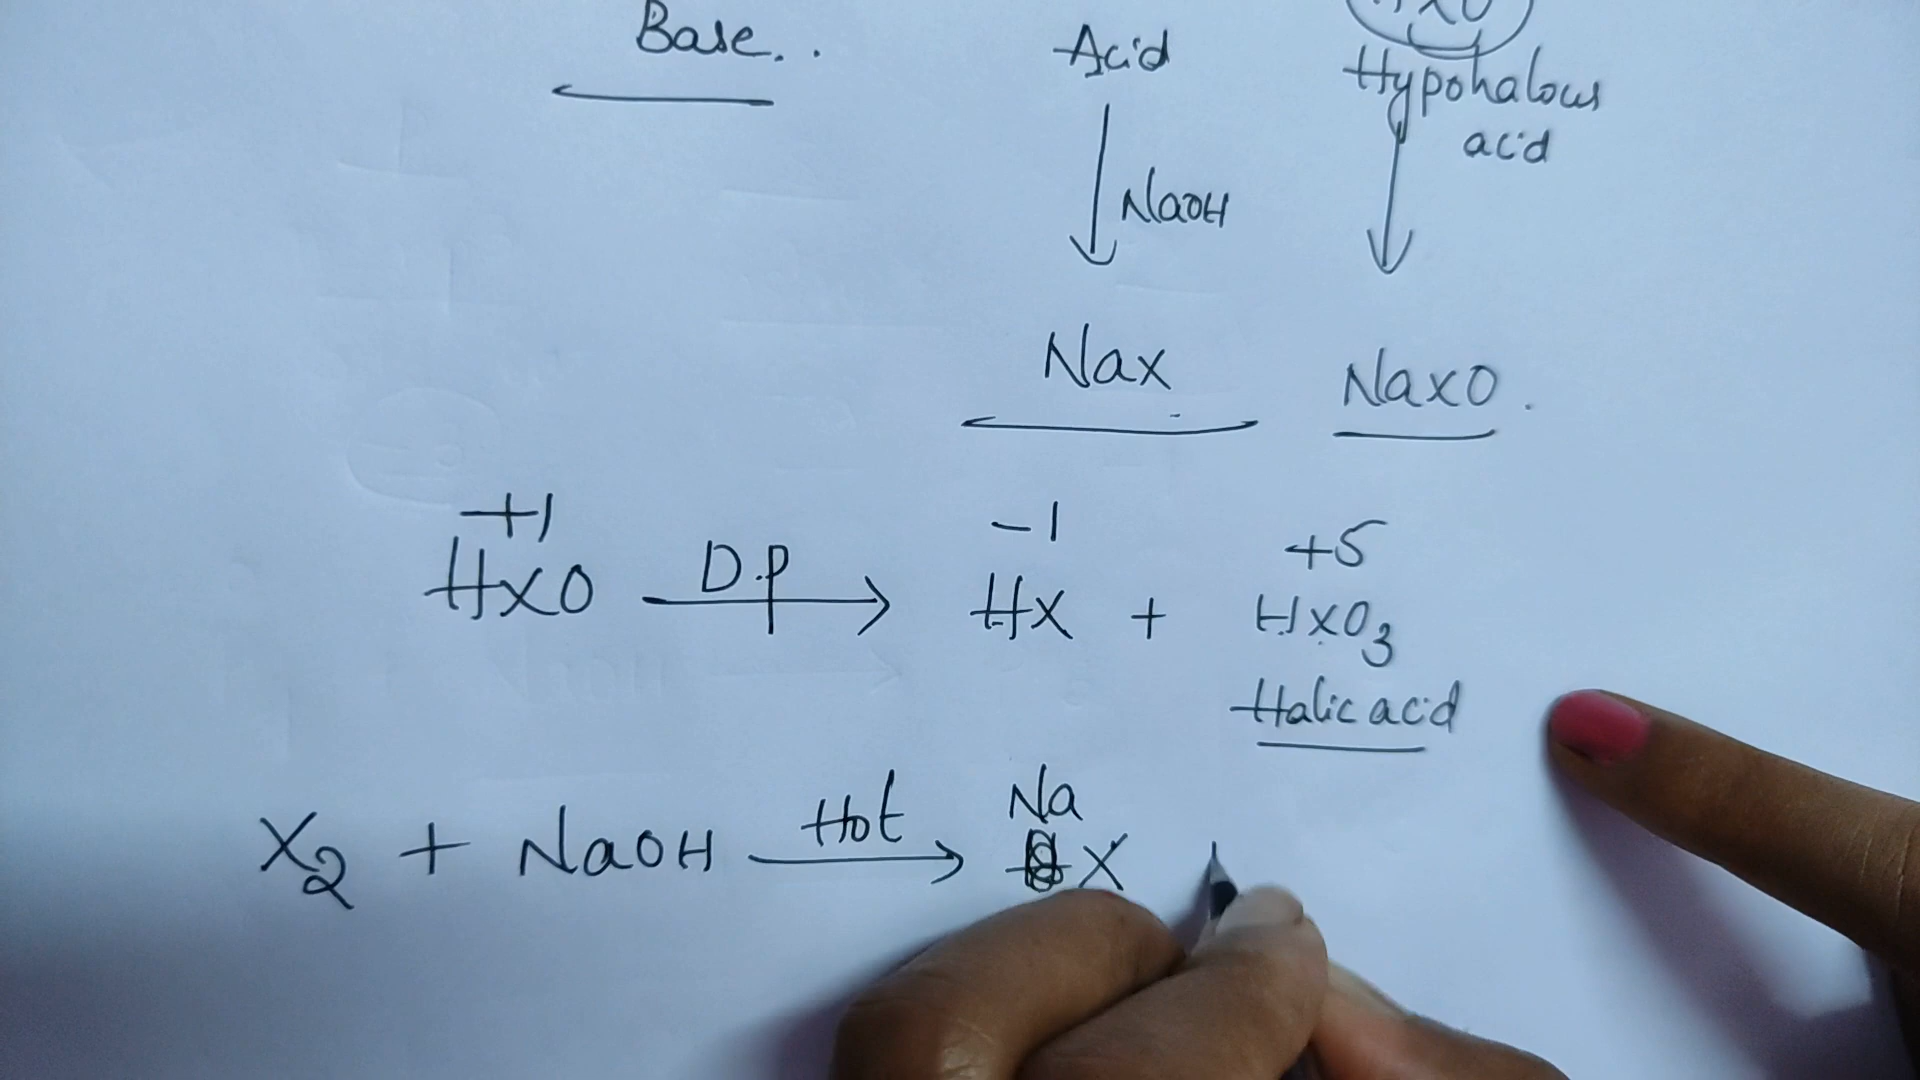 Base..
Acid
HXO
Hypohalous
acid
NaOH
Nax
NaxO.
+1
-1
+5
HXO D.P HX + HXO3
Halic acid
Na
X2 + NaOH Hot X